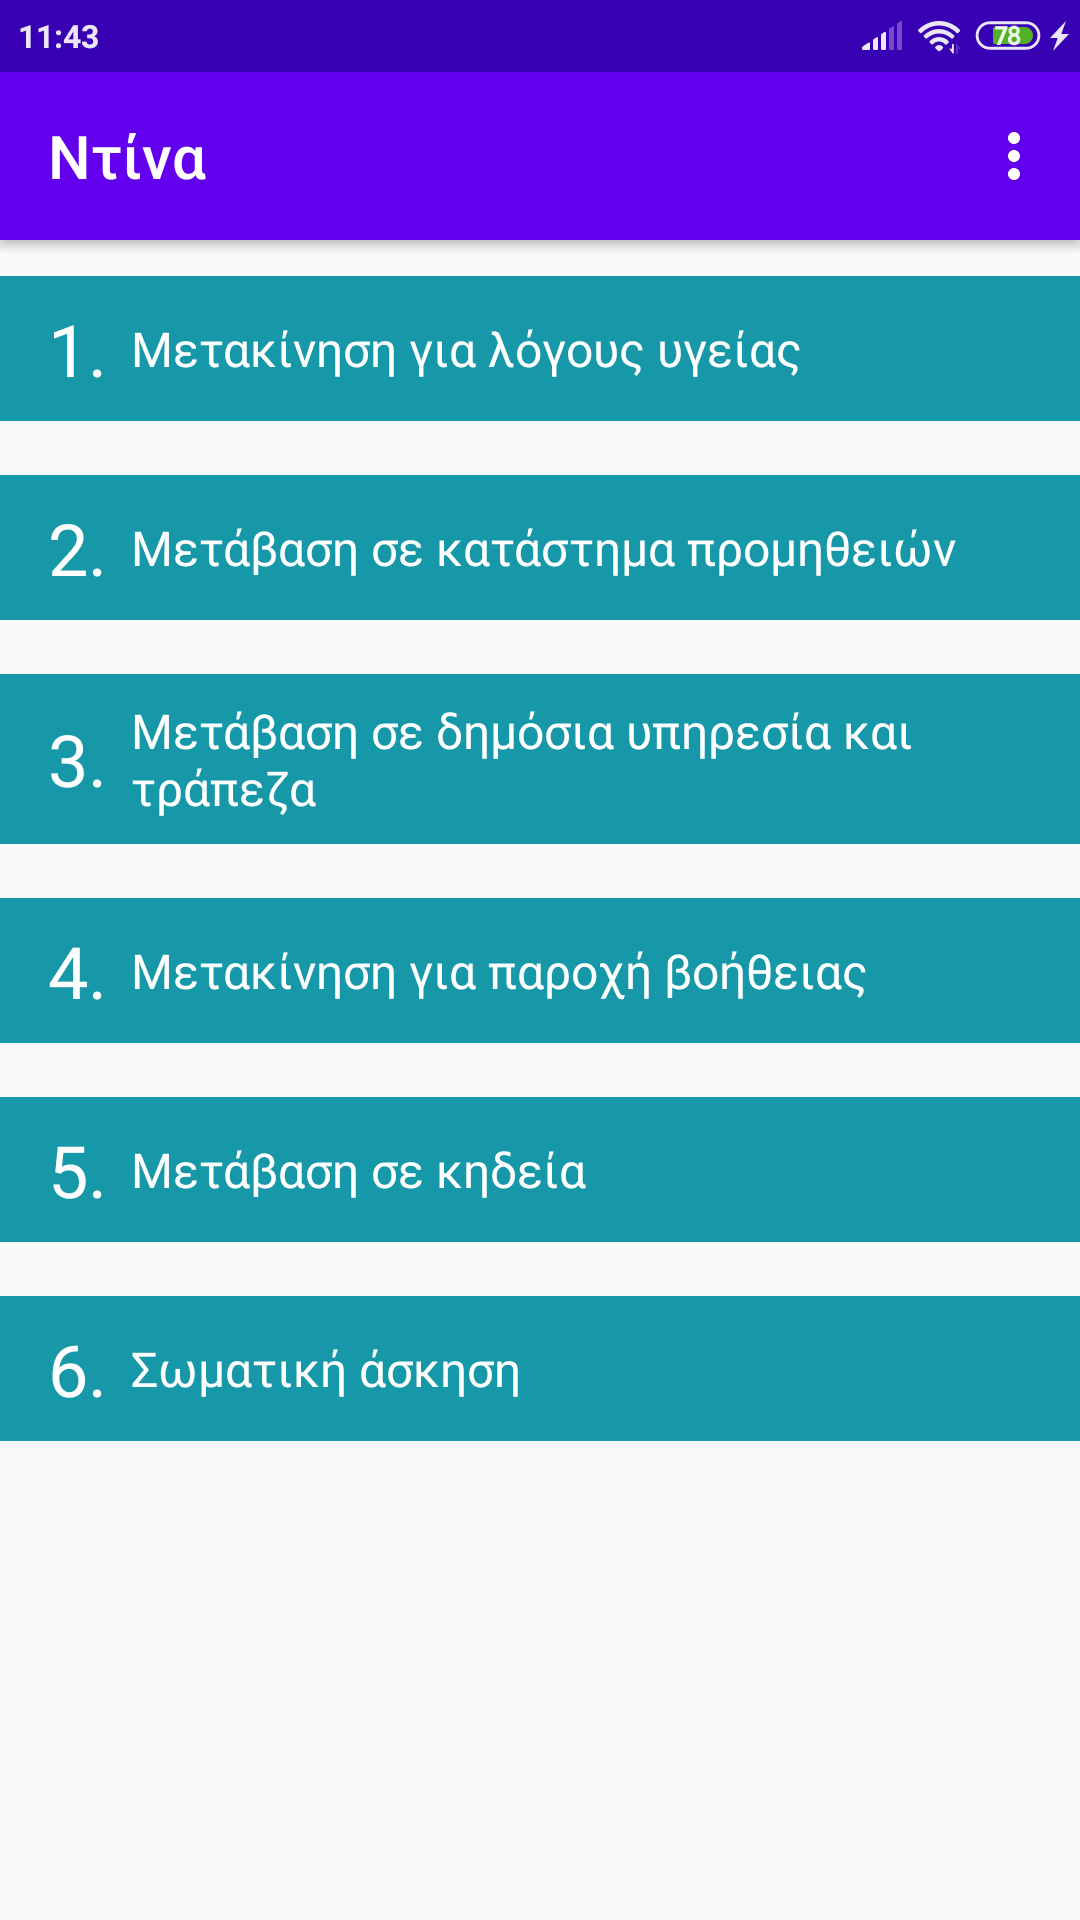 11:43
78
Ντίνα
1. Μετακίνηση για λόγους υγείας
2. Μετάβαση σε κατάστημα προμηθειών
3. Μετάβαση σε δημόσια υπηρεσία και
τράπεζα
4. Μετακίνηση για παροχή βοήθειας
5. Μετάβαση σε κηδεία
6. Σωματική άσκηση